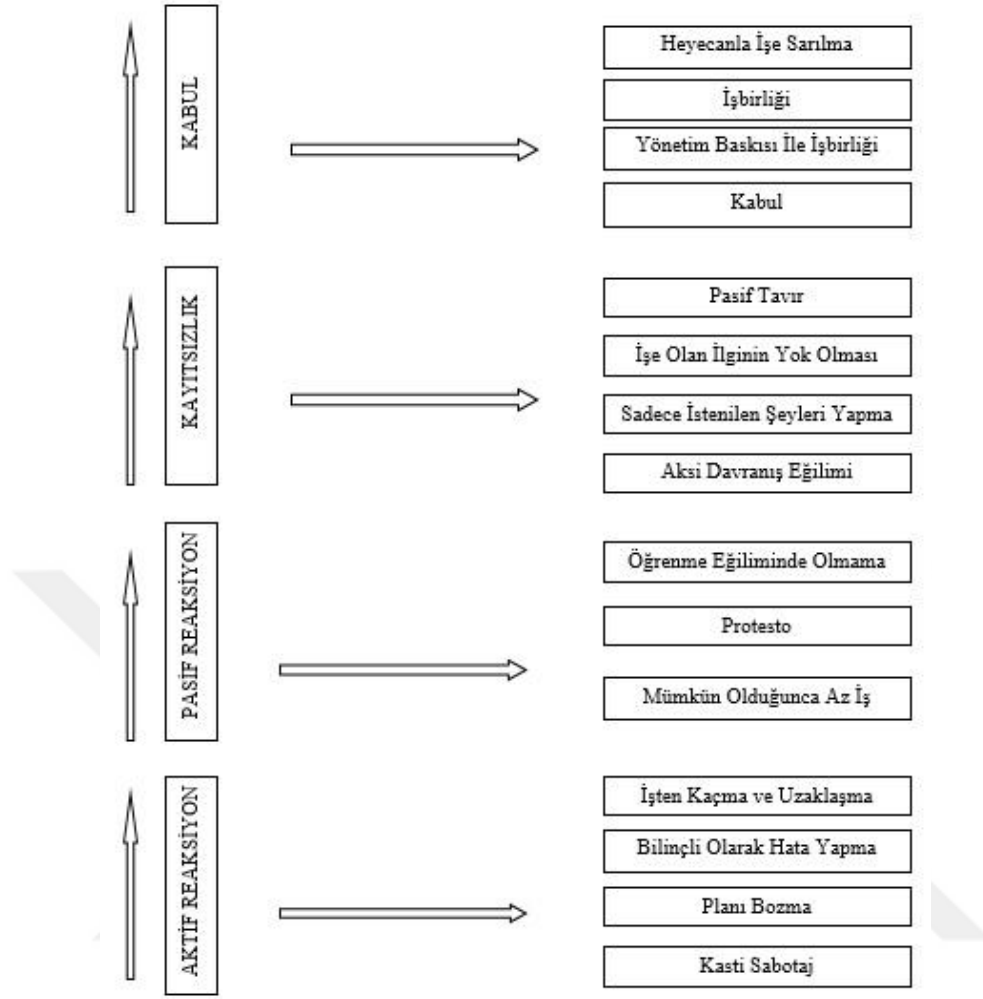 KABUL
Heyecanla İşe Sarılma
İşbirliği
Yönetim Baskısı İle İşbirliği
Kabul
KAYITSIZLIK
Pasif Tavır
İşe Olan İlginin Yok Olması
Sadece İstenilen Şeyleri Yapma
Aksi Davranış Eğilimi
PASİF REAKSİYON
Öğrenme Eğiliminde Olmama
Protesto
Mümkün Olduğunca Az İş
AKTİF REAKSİYON
İşten Kaçma ve Uzaklaşma
Bilinçli Olarak Hata Yapma
Planı Bozma
Kasti Sabotaj